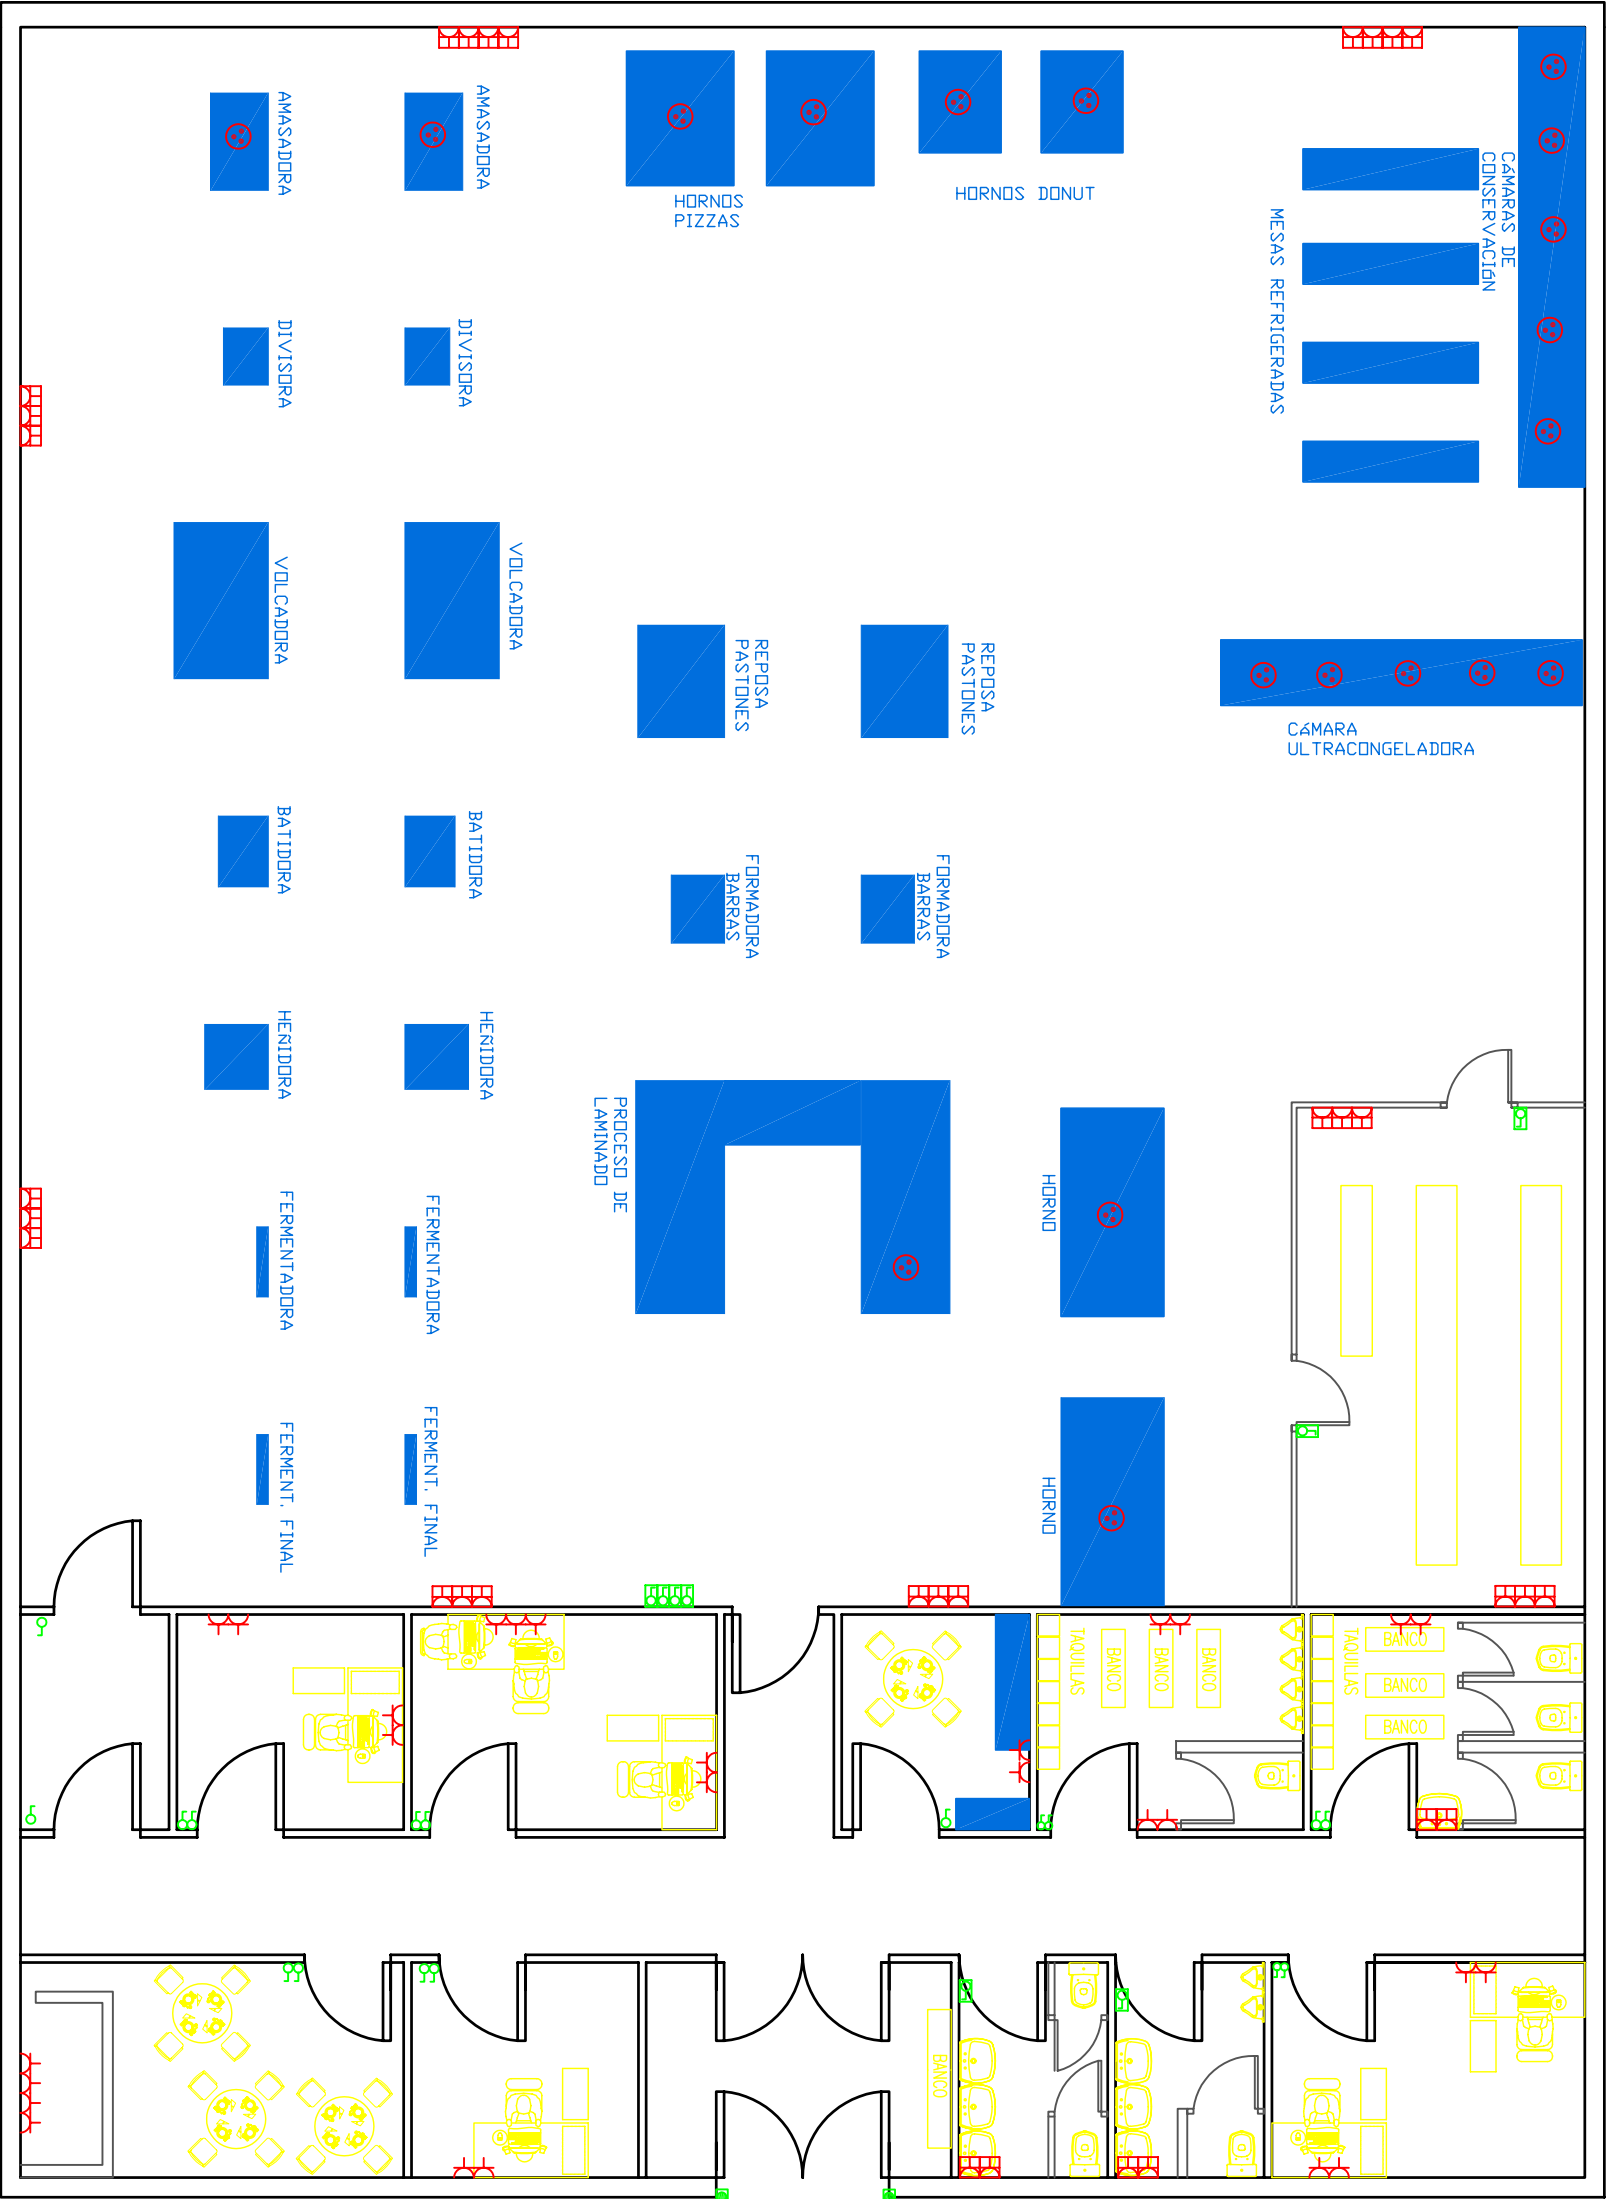 AMASADORA
AMASADORA
HORNOS
PIZZAS
HORNOS DONUT
CáMARAS DE
CONSERVACIóN
MESAS REFRIGERADAS
DIVISORA
DIVISORA
VOLCADORA
VOLCADORA
REPOSA
PASTONES
REPOSA
PASTONES
CáMARA
ULTRACONGELADORA
BATIDORA
BATIDORA
FORMADORA
BARRAS
FORMADORA
BARRAS
HEÑIDORA
HEÑIDORA
PROCESO DE
LAMINADO
HORNO
FERMENTADORA
FERMENTADORA
FERMENT. FINAL
FERMENT. FINAL
HORNO
TAQUILLAS
BANCO
BANCO
BANCO
TAQUILLAS
BANCO
BANCO
BANCO
BANCO